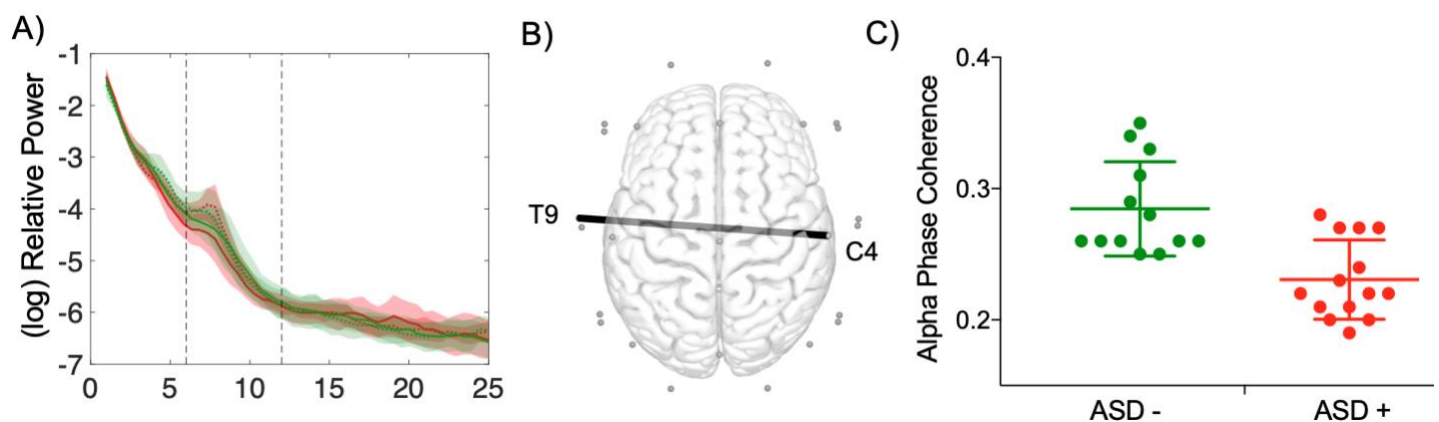 A)
(log) Relative Power
-1
-2
-3
-4
-5
-6
-7
0 5 10 15 20 25
B)
T9
C4
C)
Alpha Phase Coherence
0.4
0.3
0.2
ASD - ASD +